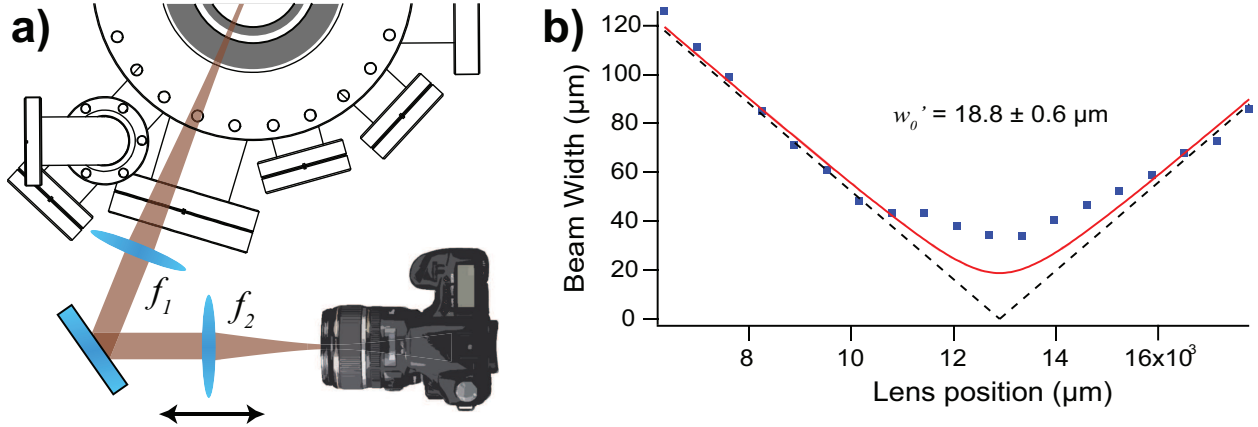 a)
f₁
f₂
b)
120
100
80
60
40
20
0
Beam Width (µm)
w₀' = 18.8 ± 0.6 µm
8
10
12
14
16x10³
Lens position (µm)